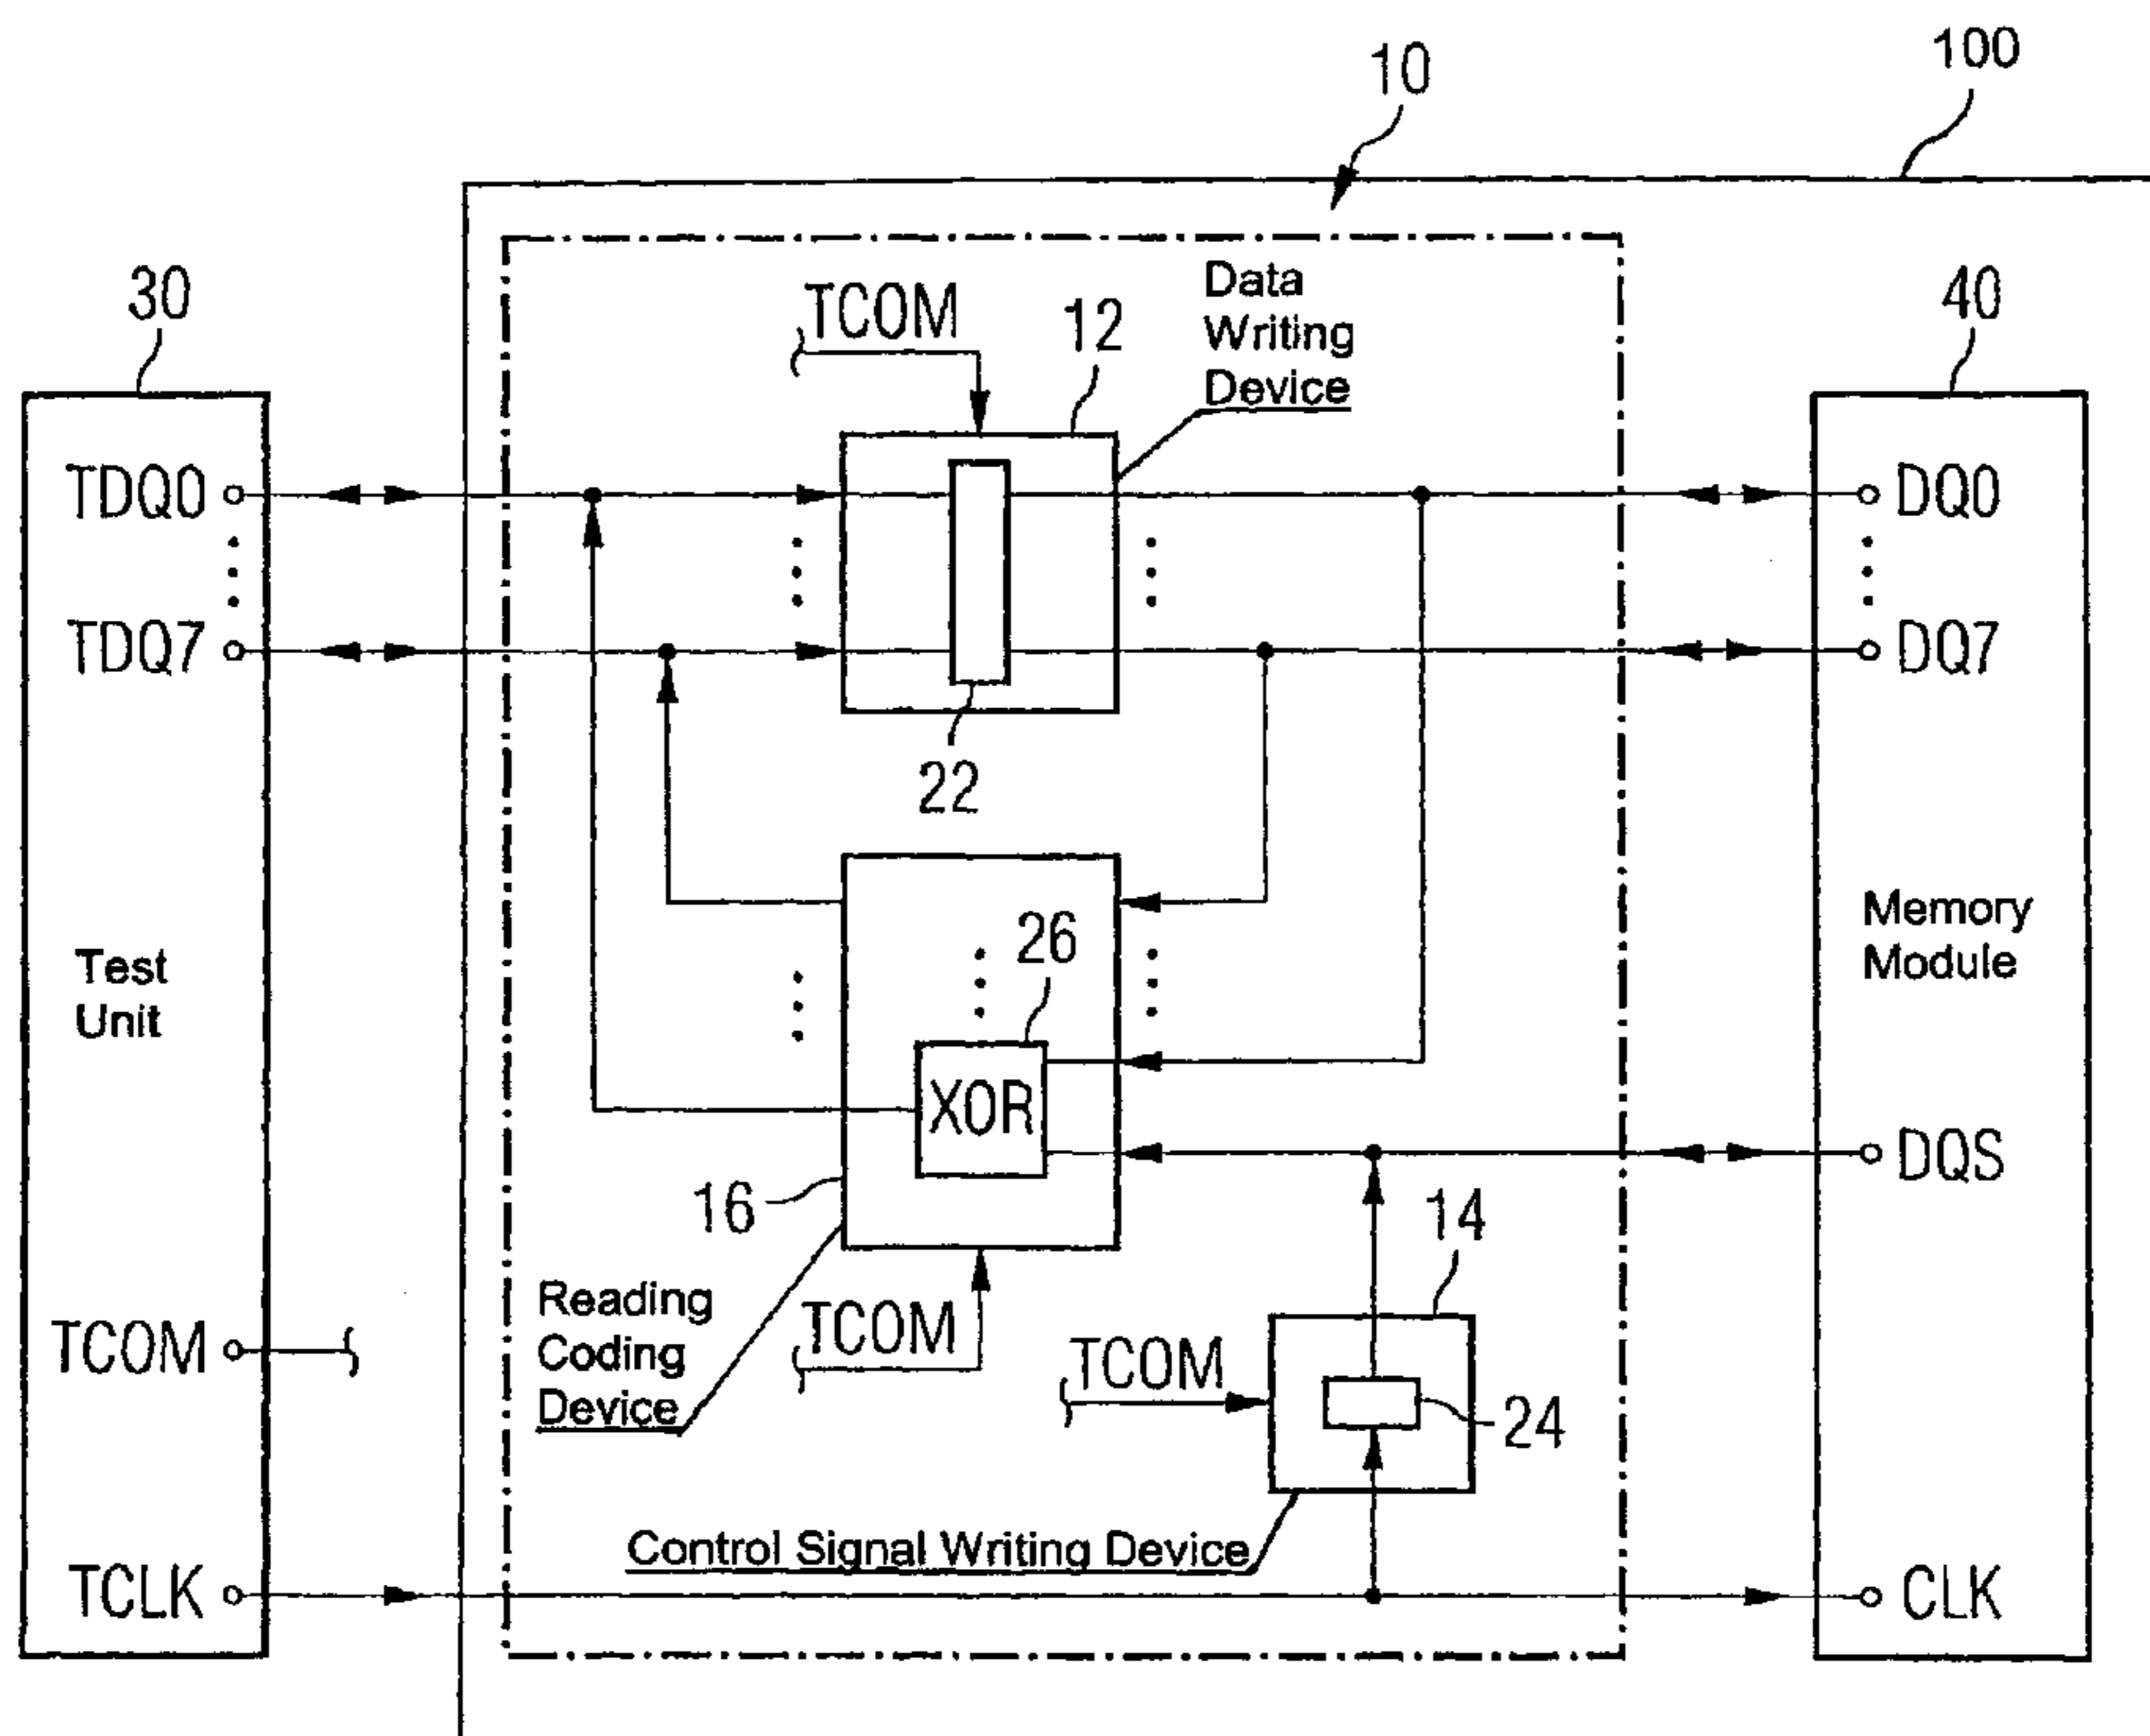 100
10
30
TCOM
12
Data
Writing
Device
40
TDQ0
DQ0
TDQ7
DQ7
22
26
Memory
Module
Test
Unit
XOR
DQS
16
14
Reading
Coding
Device
TCOM
TCOM
TCOM
24
Control Signal Writing Device
TCLK
CLK